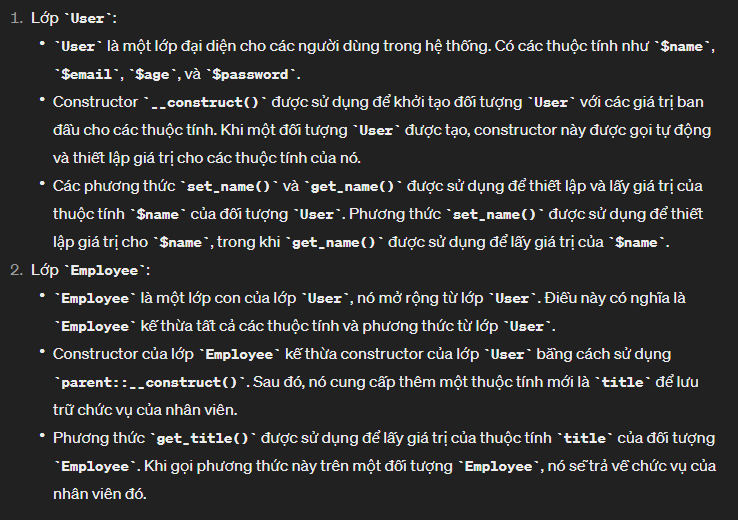 1. Lớp `User`:
• `User` là một lớp đại diện cho các người dùng trong hệ thống. Có các thuộc tính như `$name`,
`$email`, `$age`, và `$password`.
• Constructor `__construct()` được sử dụng để khởi tạo đối tượng `User` với các giá trị ban
đầu cho các thuộc tính. Khi một đối tượng `User` được tạo, constructor này được gọi tự động
và thiết lập giá trị cho các thuộc tính của nó.
• Các phương thức `set_name()` và `get_name()` được sử dụng để thiết lập và lấy giá trị của
thuộc tính `$name` của đối tượng `User`. Phương thức `set_name()` được sử dụng để thiết
lập giá trị cho `$name`, trong khi `get_name()` được sử dụng để lấy giá trị của `$name`.
2. Lớp `Employee`:
• `Employee` là một lớp con của lớp `User`, nó mở rộng từ lớp `User`. Điều này có nghĩa là
`Employee` kế thừa tất cả các thuộc tính và phương thức từ lớp `User`.
• Constructor của lớp `Employee` kế thừa constructor của lớp `User` bằng cách sử dụng
`parent::__construct()`. Sau đó, nó cung cấp thêm một thuộc tính mới là `title` để lưu
trữ chức vụ của nhân viên.
• Phương thức `get_title()` được sử dụng để lấy giá trị của thuộc tính `title` của đối tượng
`Employee`. Khi gọi phương thức này trên một đối tượng `Employee`, nó sẽ trả về chức vụ của
nhân viên đó.